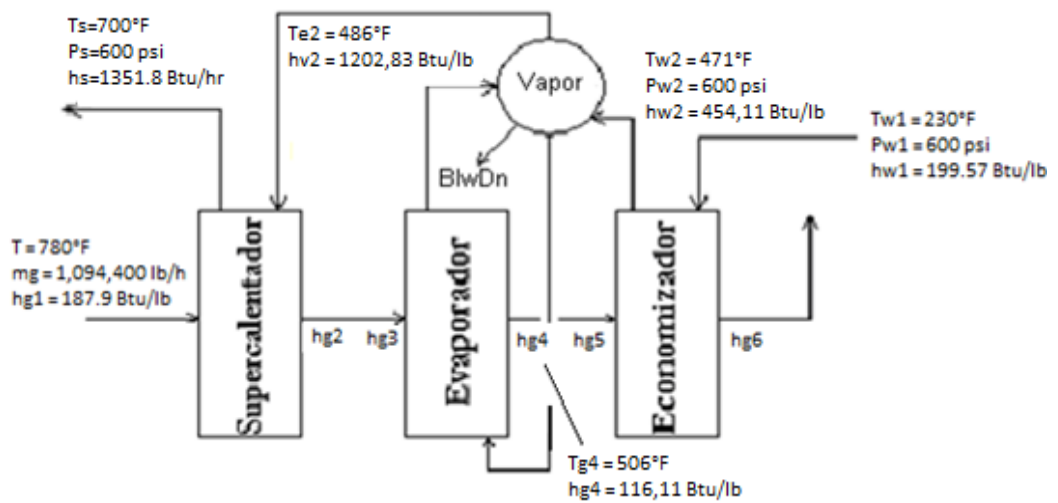 Ts=700°F
Ps=600 psi
hs=1351.8 Btu/hr
Te2 = 486°F
hv2 = 1202,83 Btu/lb
Vapor
Tw2 = 471°F
Pw2 = 600 psi
hw2 = 454,11 Btu/lb
Tw1 = 230°F
Pw1 = 600 psi
hw1 = 199.57 Btu/lb
BlwDn
T = 780°F
mg = 1,094,400 lb/h
hg1 = 187.9 Btu/lb
Supercalentador
hg2
hg3
Evaporador
hg4
hg5
Economizador
hg6
Tg4 = 506°F
hg4 = 116,11 Btu/lb